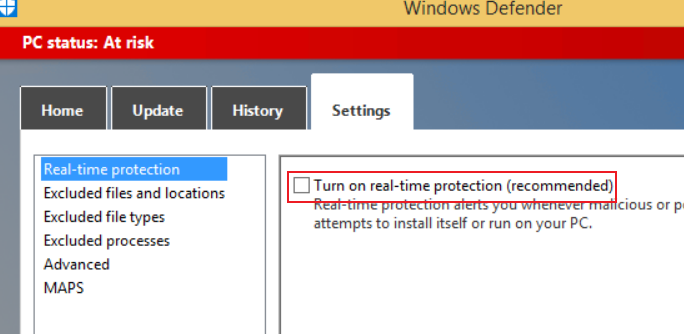 Windows Defender
PC status: At risk
Home
Update
History
Settings
Real-time protection
Excluded files and locations
Excluded file types
Excluded processes
Advanced
MAPS
Turn on real-time protection (recommended)
Real-time protection alerts you whenever malicious or
attempts to install itself or run on your PC.